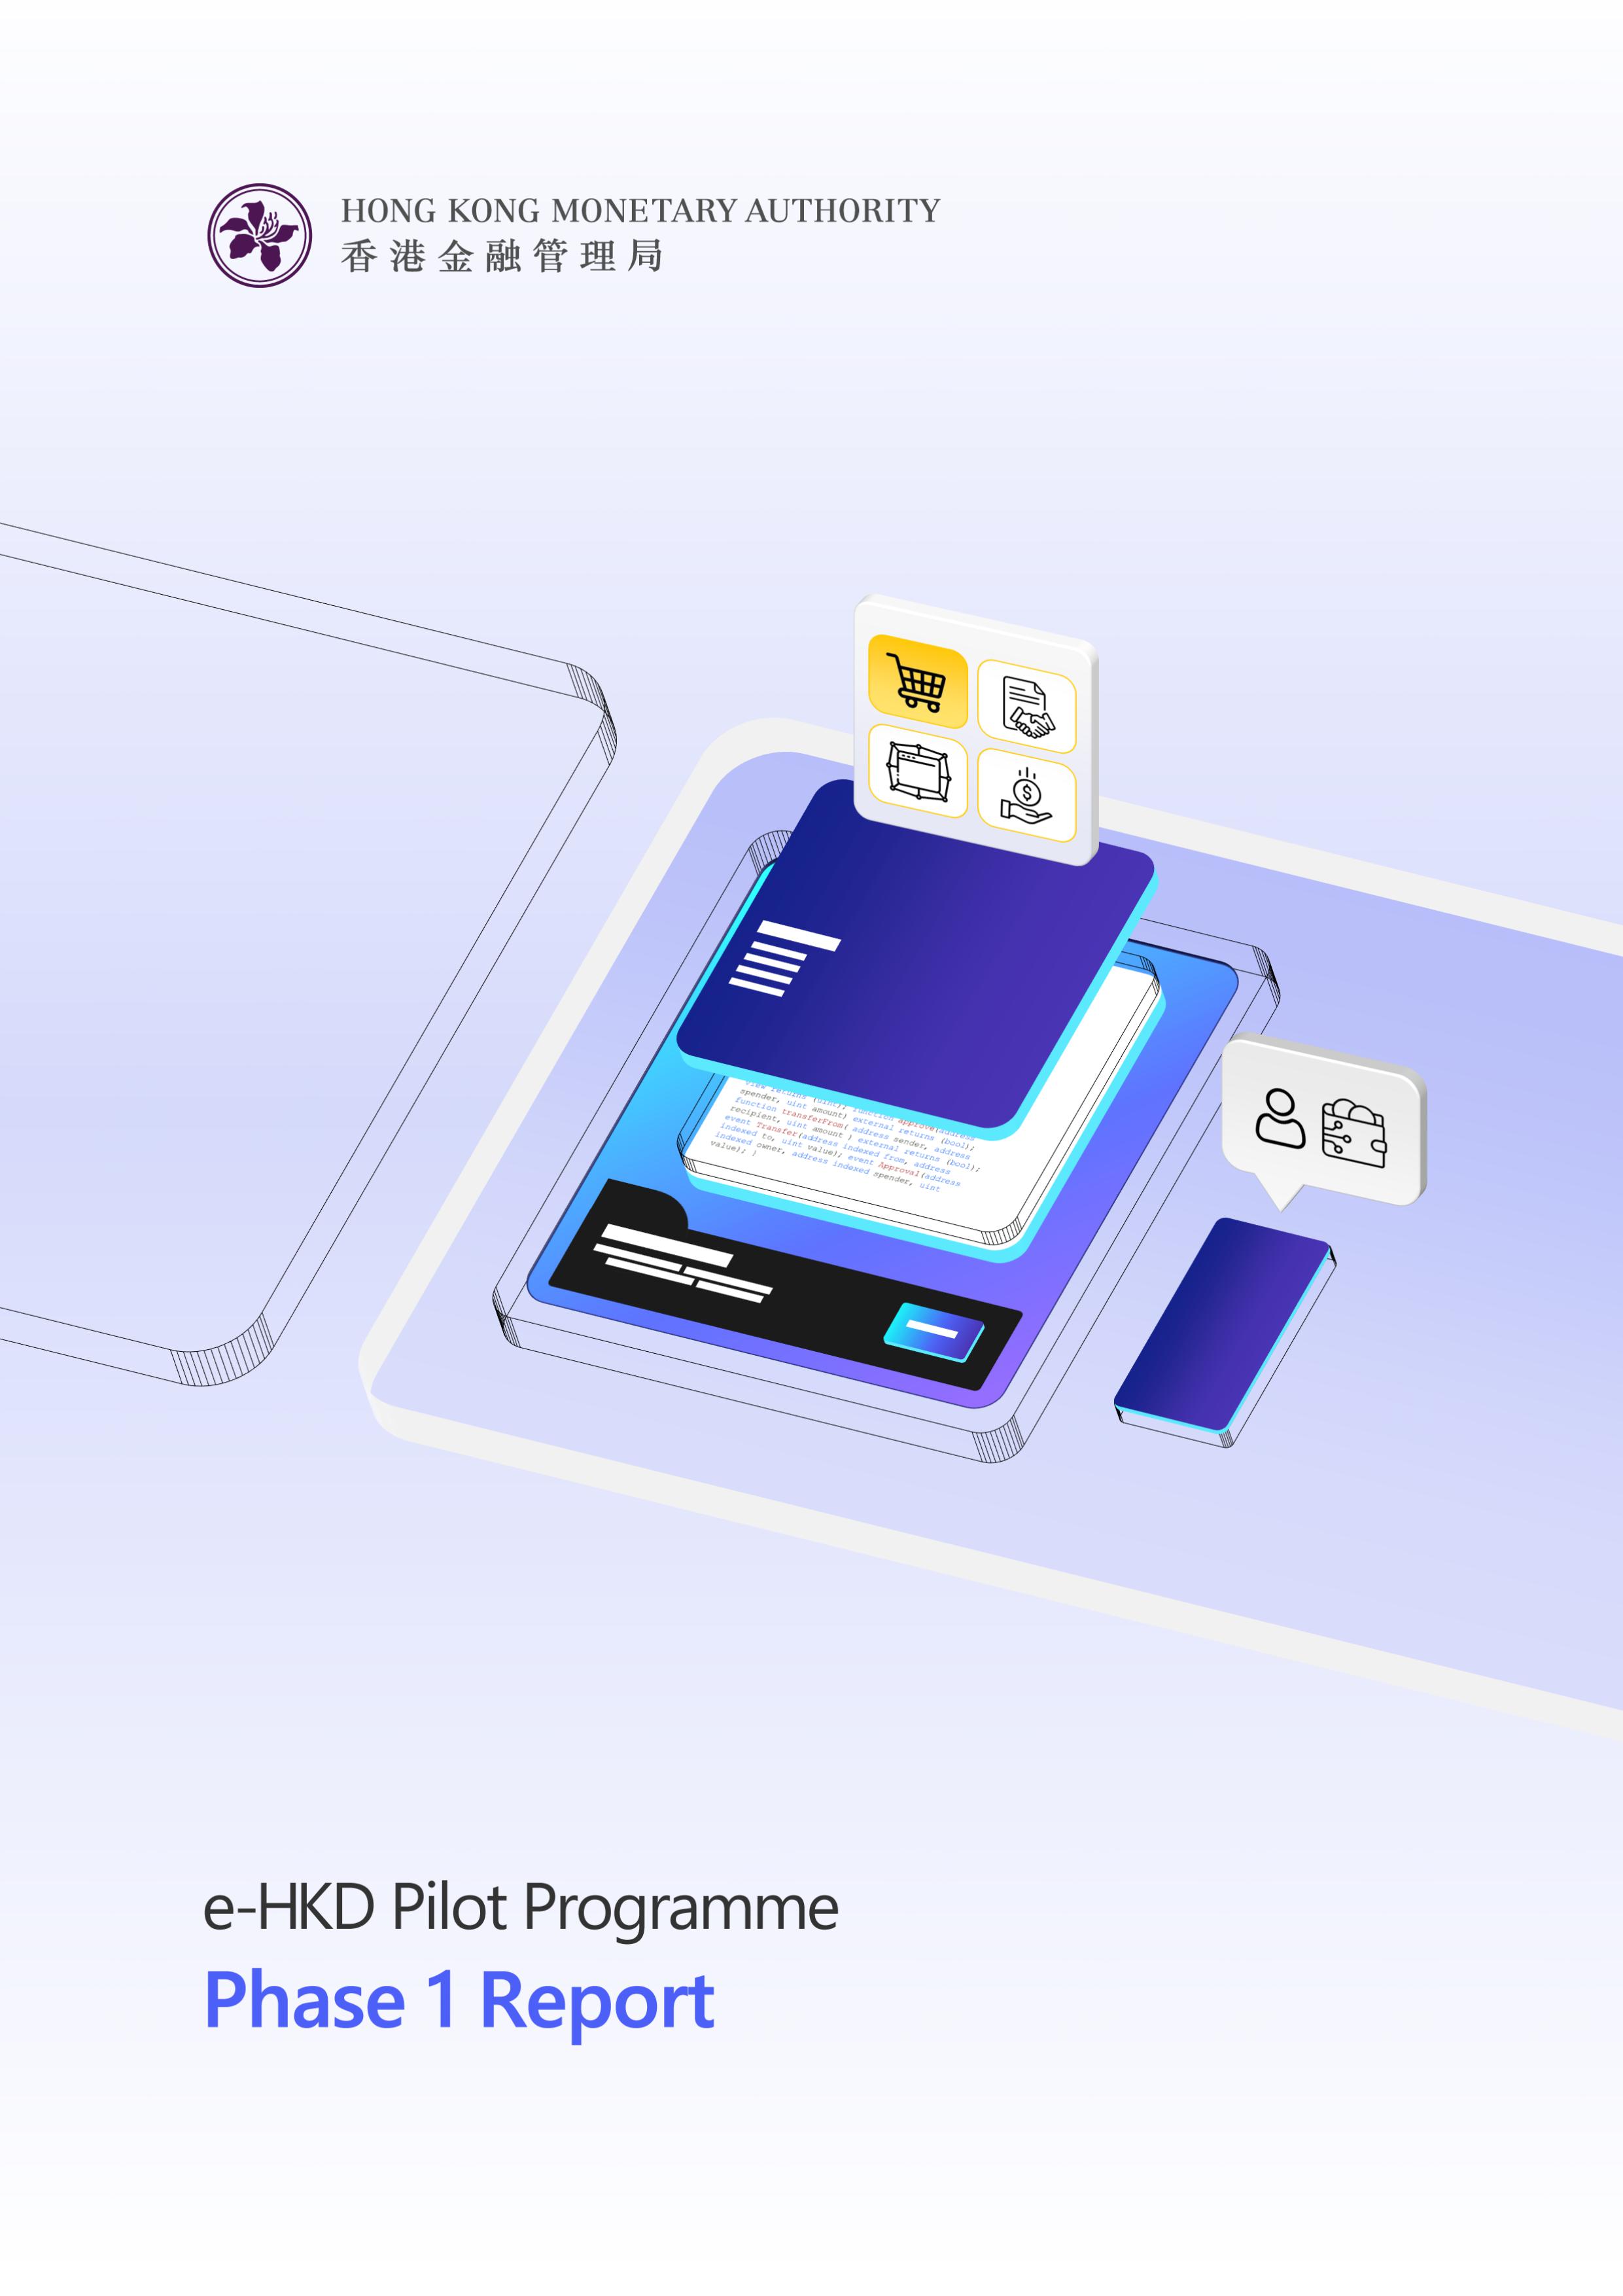 HONG KONG MONETARY AUTHORITY
香港金融管理局
view returns (uint); function approve(address
spender, uint amount) external returns (bool);
function transferFrom( address sender, address
recipient, uint amount ) external returns (bool);
event Transfer(address indexed from, address
indexed to, uint value); event Approval(address
indexed owner, address indexed spender, uint
value); }
$
e-HKD Pilot Programme
Phase 1 Report